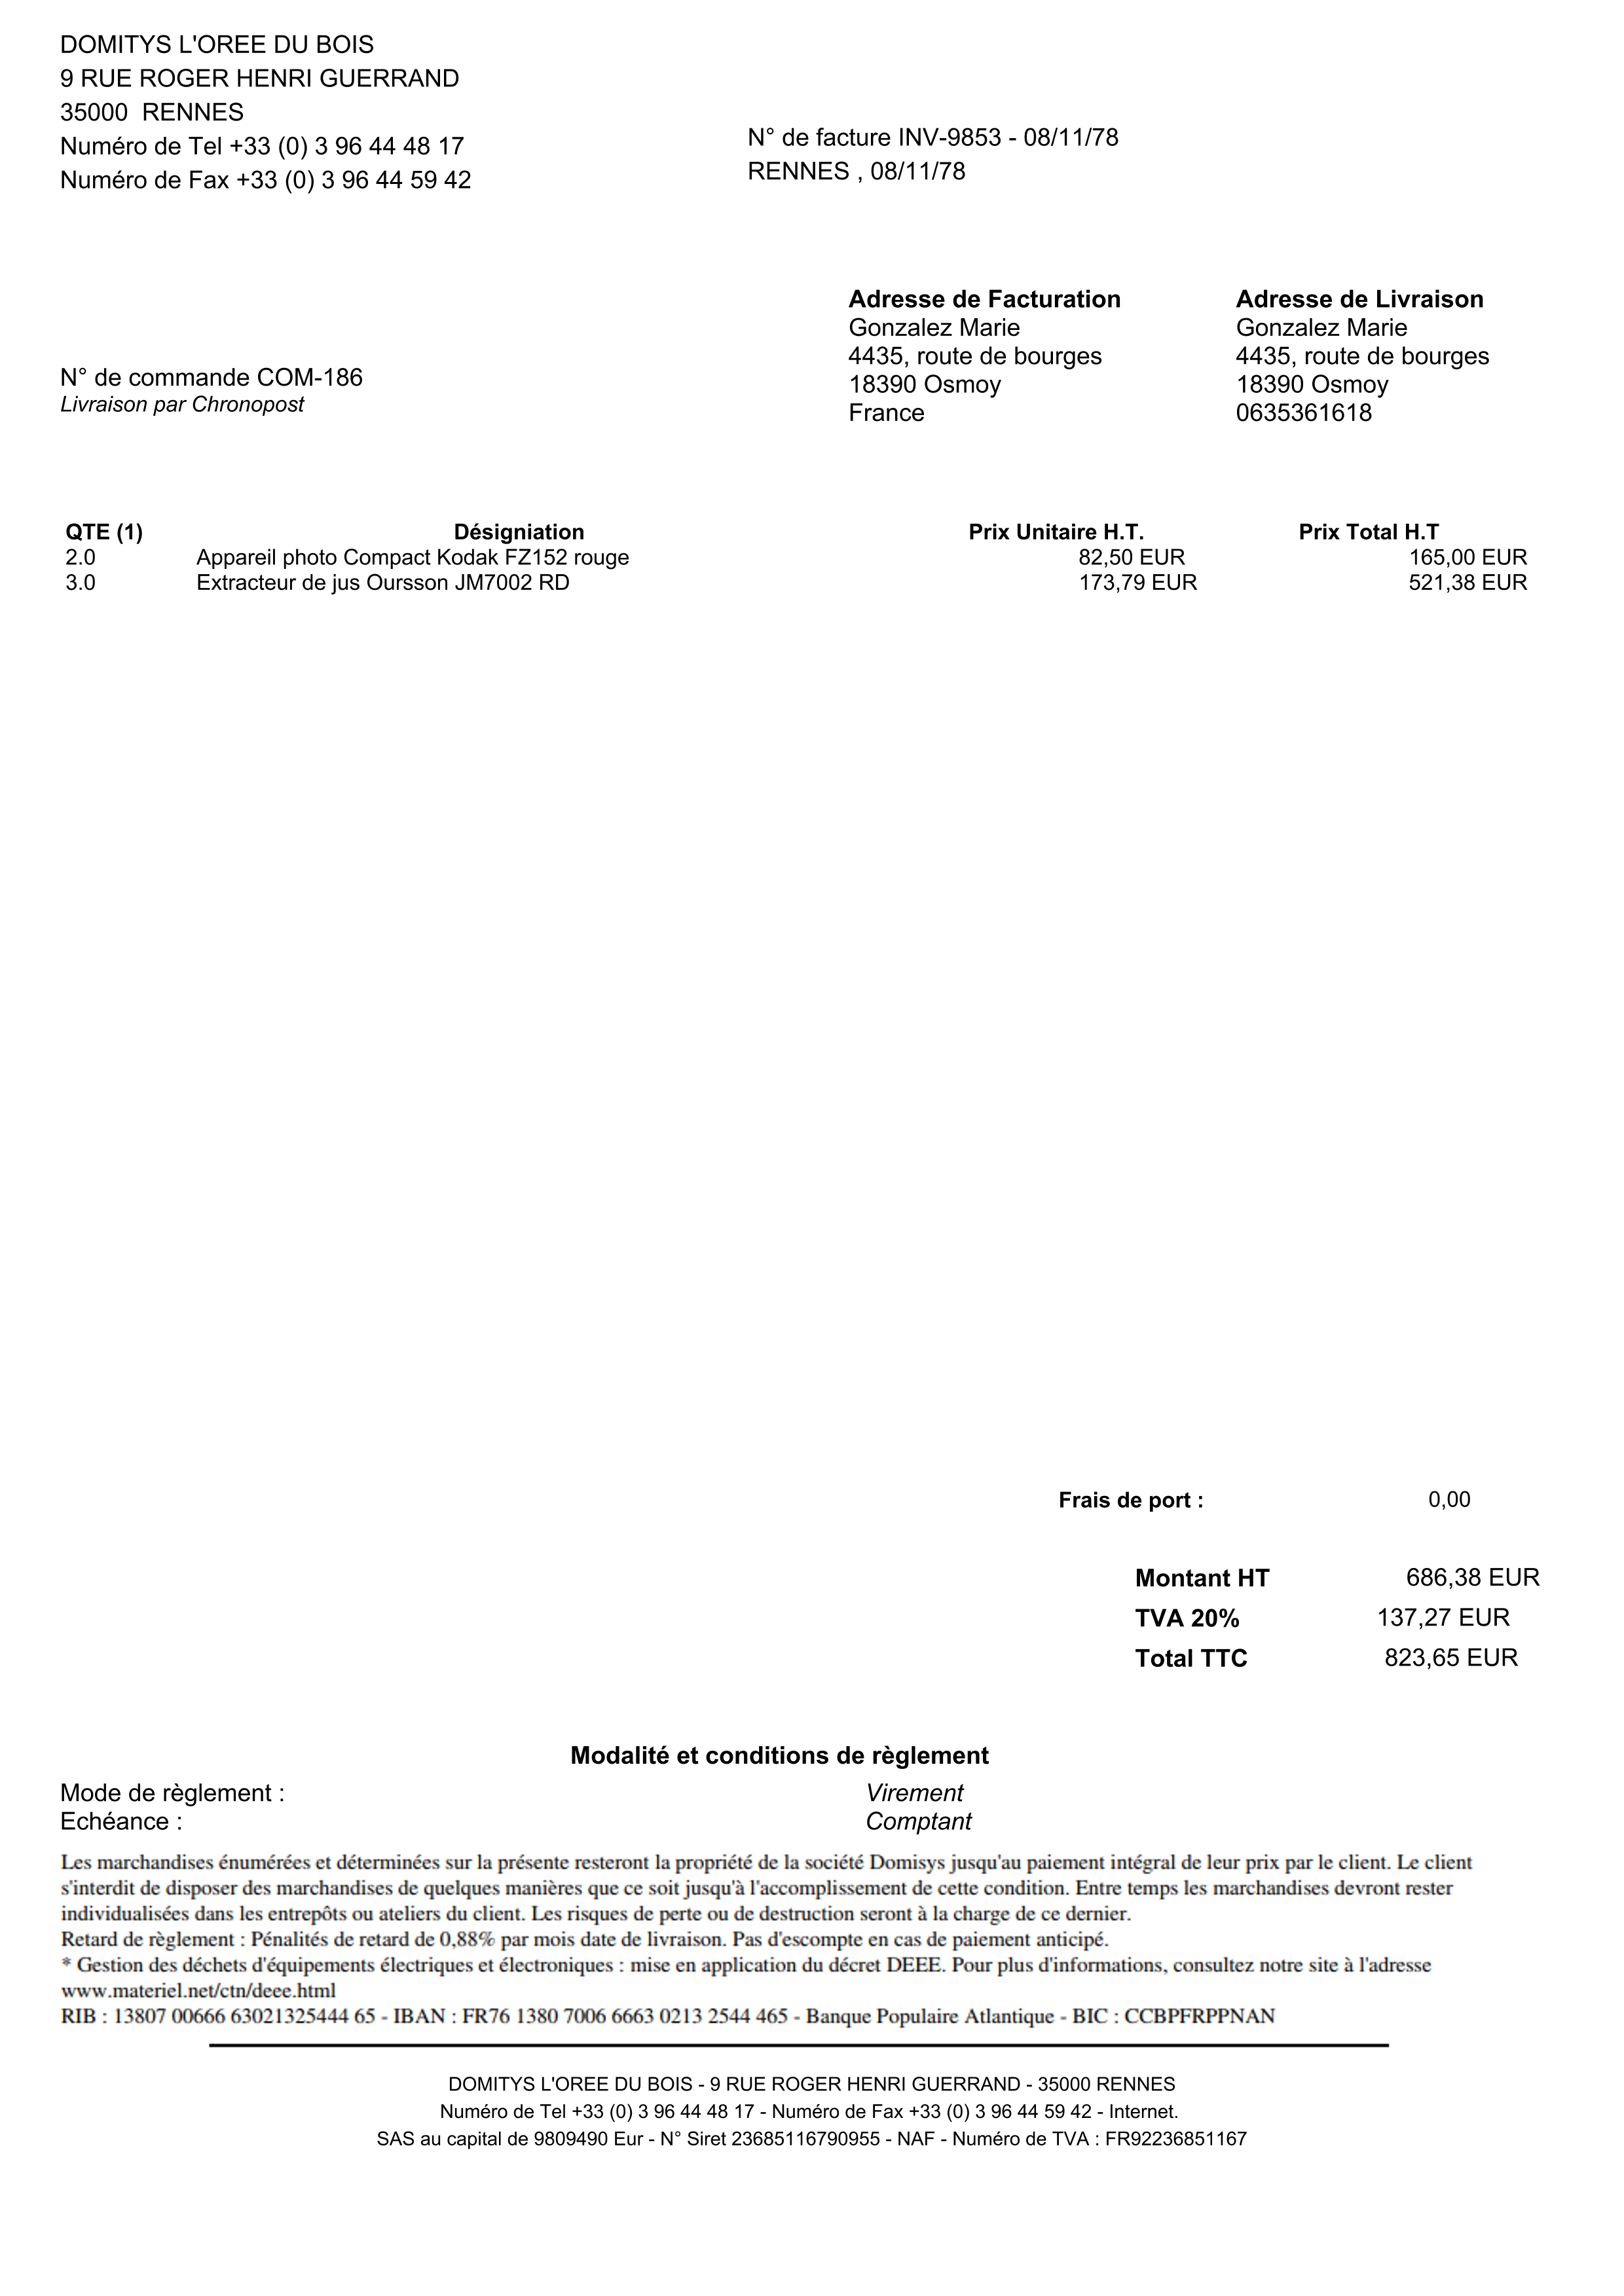 DOMITYS L'OREE DU BOIS
9 RUE ROGER HENRI GUERRAND
35000  RENNES
Numéro de Tel +33 (0) 3 96 44 48 17
Numéro de Fax +33 (0) 3 96 44 59 42
N° de facture INV-9853 - 08/11/78
RENNES , 08/11/78
N° de commande COM-186
Livraison par Chronopost
Adresse de Facturation
Gonzalez Marie
4435, route de bourges
18390 Osmoy
France
Adresse de Livraison
Gonzalez Marie
4435, route de bourges
18390 Osmoy
0635361618
QTE (1) Désigniation Prix Unitaire H.T. Prix Total H.T
2.0 Appareil photo Compact Kodak FZ152 rouge 82,50 EUR 165,00 EUR
3.0 Extracteur de jus Oursson JM7002 RD 173,79 EUR 521,38 EUR
Frais de port : 0,00
Montant HT 686,38 EUR
TVA 20% 137,27 EUR
Total TTC 823,65 EUR
Modalité et conditions de règlement
Mode de règlement : Virement
Echéance : Comptant
Les marchandises énumérées et déterminées sur la présente resteront la propriété de la société Domisys jusqu'au paiement intégral de leur prix par le client. Le client
s'interdit de disposer des marchandises de quelques manières que ce soit jusqu'à l'accomplissement de cette condition. Entre temps les marchandises devront rester
individualisées dans les entrepôts ou ateliers du client. Les risques de perte ou de destruction seront à la charge de ce dernier.
Retard de règlement : Pénalités de retard de 0,88% par mois date de livraison. Pas d'escompte en cas de paiement anticipé.
* Gestion des déchets d'équipements électriques et électroniques : mise en application du décret DEEE. Pour plus d'informations, consultez notre site à l'adresse
www.materiel.net/ctn/deee.html
RIB : 13807 00666 63021325444 65 - IBAN : FR76 1380 7006 6663 0213 2544 465 - Banque Populaire Atlantique - BIC : CCBPFRPPNAN
DOMITYS L'OREE DU BOIS - 9 RUE ROGER HENRI GUERRAND - 35000 RENNES
Numéro de Tel +33 (0) 3 96 44 48 17 - Numéro de Fax +33 (0) 3 96 44 59 42 - Internet.
SAS au capital de 9809490 Eur - N° Siret 23685116790955 - NAF - Numéro de TVA : FR92236851167